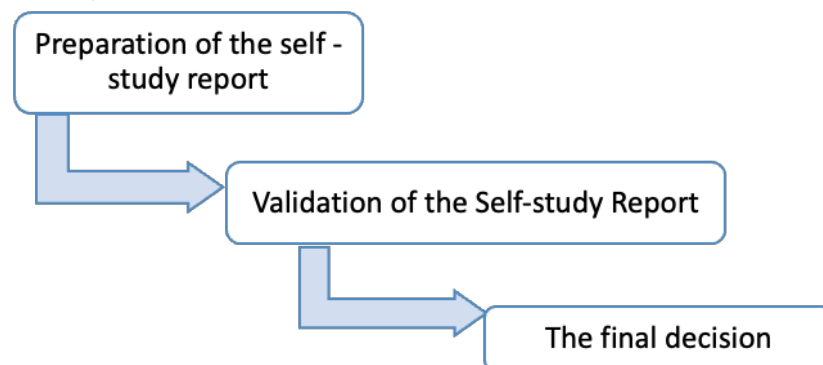 Preparation of the self -
study report
Validation of the Self-study Report
The final decision